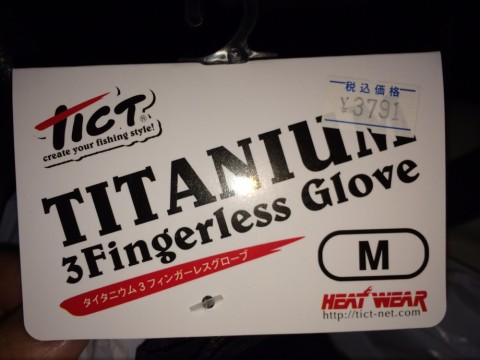 TICT®
create your fishing style!
税込価格
¥3791
TITANIUM
3Fingerless Glove
タイタニウム3フィンガーレスグローブ
M
HEAT WEAR
http://tict-net.com